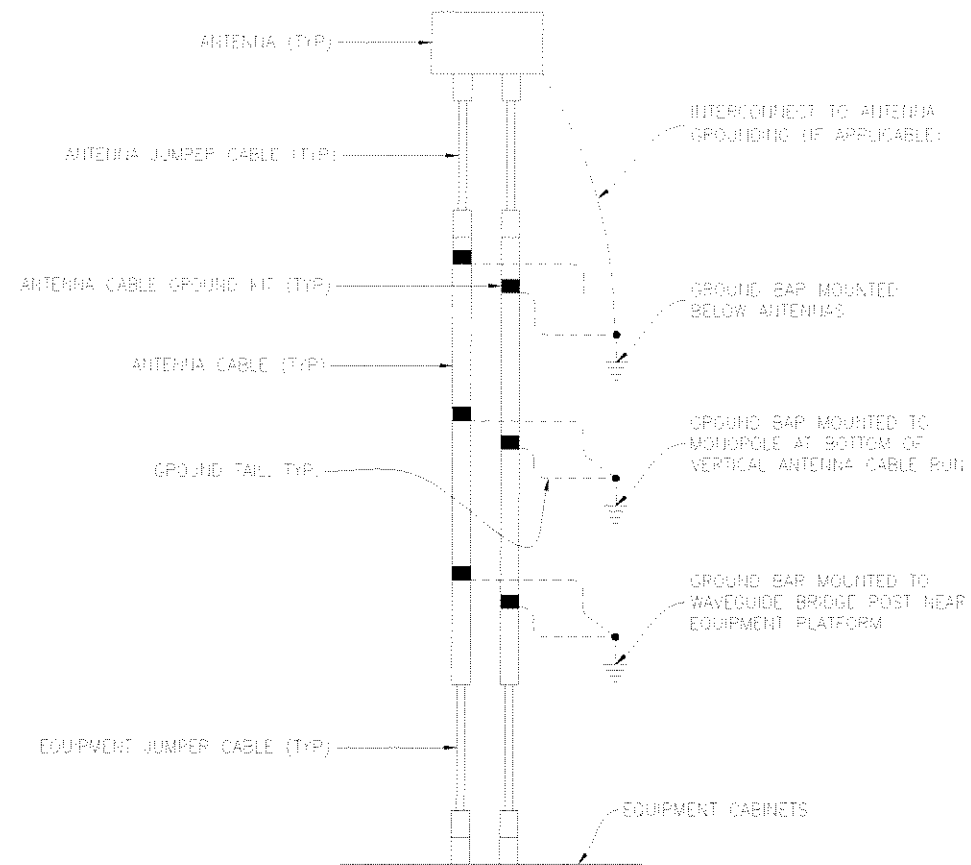 ANTENNA (TYP)
INTERCONNECT TO ANTENNA
GROUNDING (IF APPLICABLE)
ANTENNA JUMPER CABLE (TYP)
ANTENNA CABLE GROUND KIT (TYP)
GROUND BAR MOUNTED
BELOW ANTENNAS
ANTENNA CABLE (TYP)
GROUND BAR MOUNTED TO
MONOPOLE AT BOTTOM OF
VERTICAL ANTENNA CABLE RUN
GROUND TAIL TYP.
GROUND BAR MOUNTED TO
WAVEGUIDE BRIDGE POST NEAR
EQUIPMENT PLATFORM
EQUIPMENT JUMPER CABLE (TYP)
EQUIPMENT CABINETS